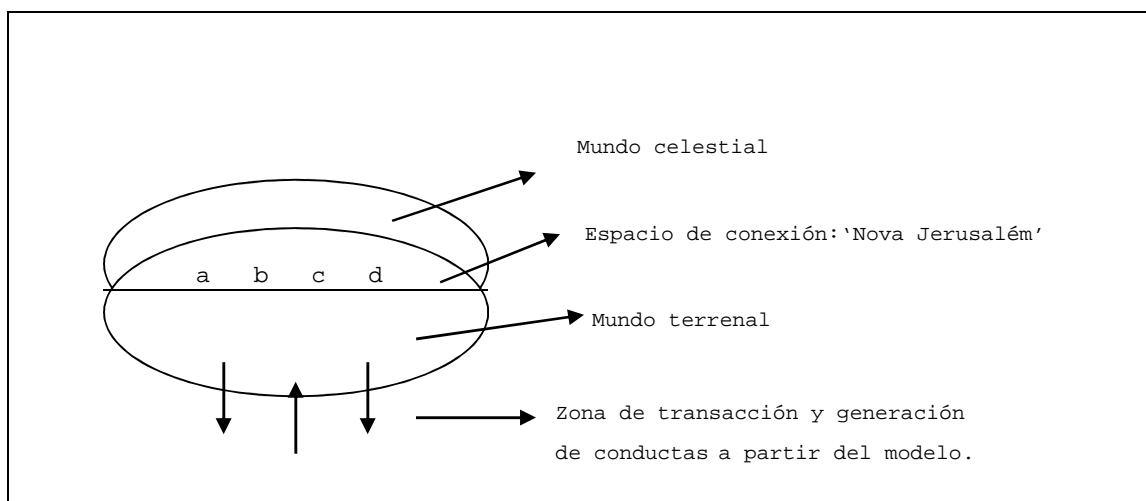 Mundo celestial
Espacio de conexión:‘Nova Jerusalém’
a b c d
Mundo terrenal
Zona de transacción y generación
de conductas a partir del modelo.